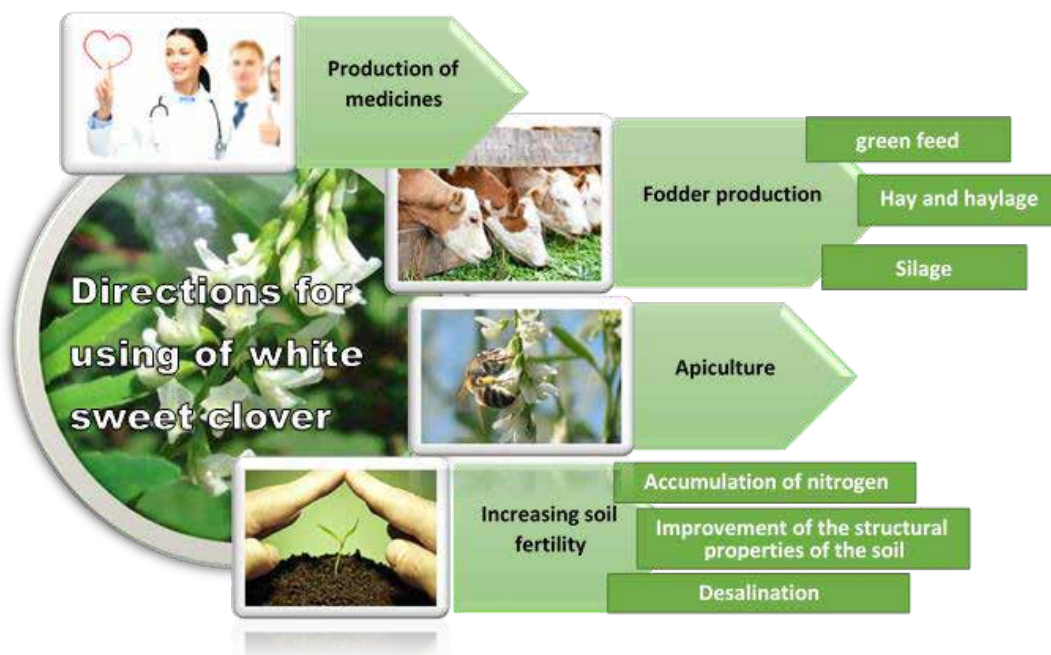 Production of
medicines
green feed
Fodder production
Hay and haylage
Silage
Directions for
using of white
sweet clover
Apiculture
Accumulation of nitrogen
Increasing soil
fertility
Improvement of the structural
properties of the soil
Desalination